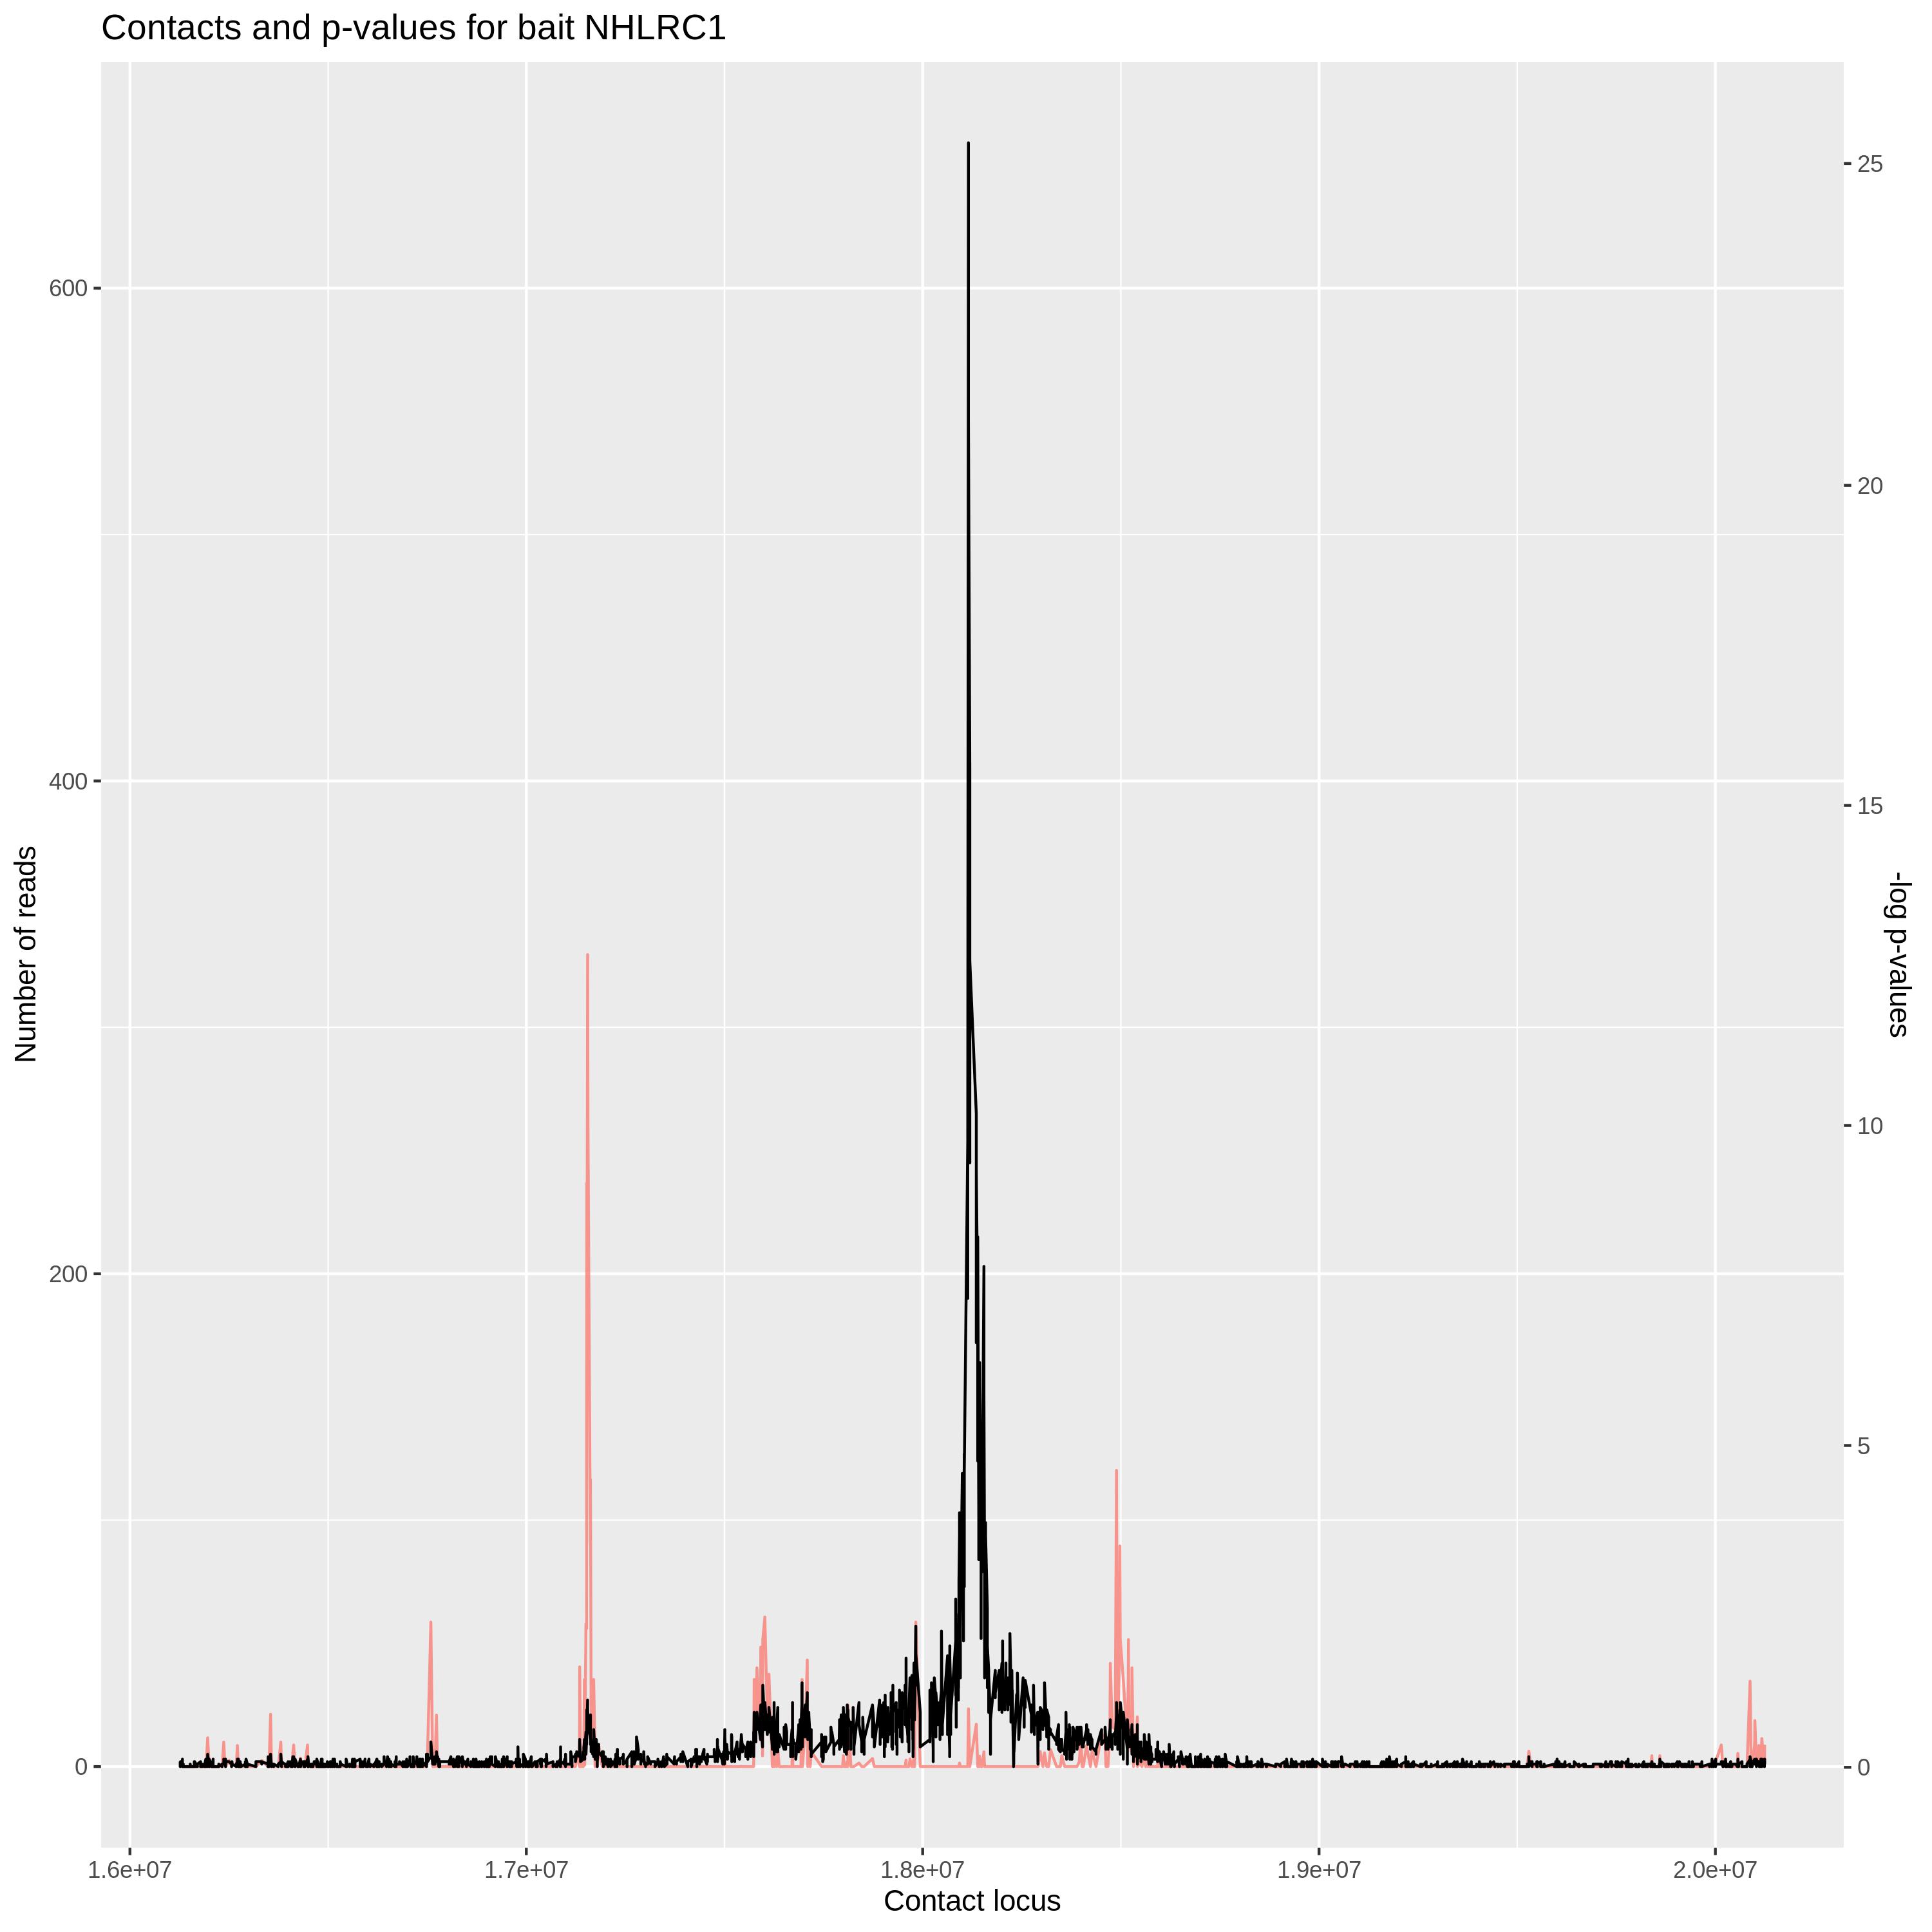 Contacts and p-values for bait NHLRC1
Number of reads
600
400
200
0
25
20
15
10
5
0
-log p-values
1.6e+07
1.7e+07
1.8e+07
1.9e+07
2.0e+07
Contact locus